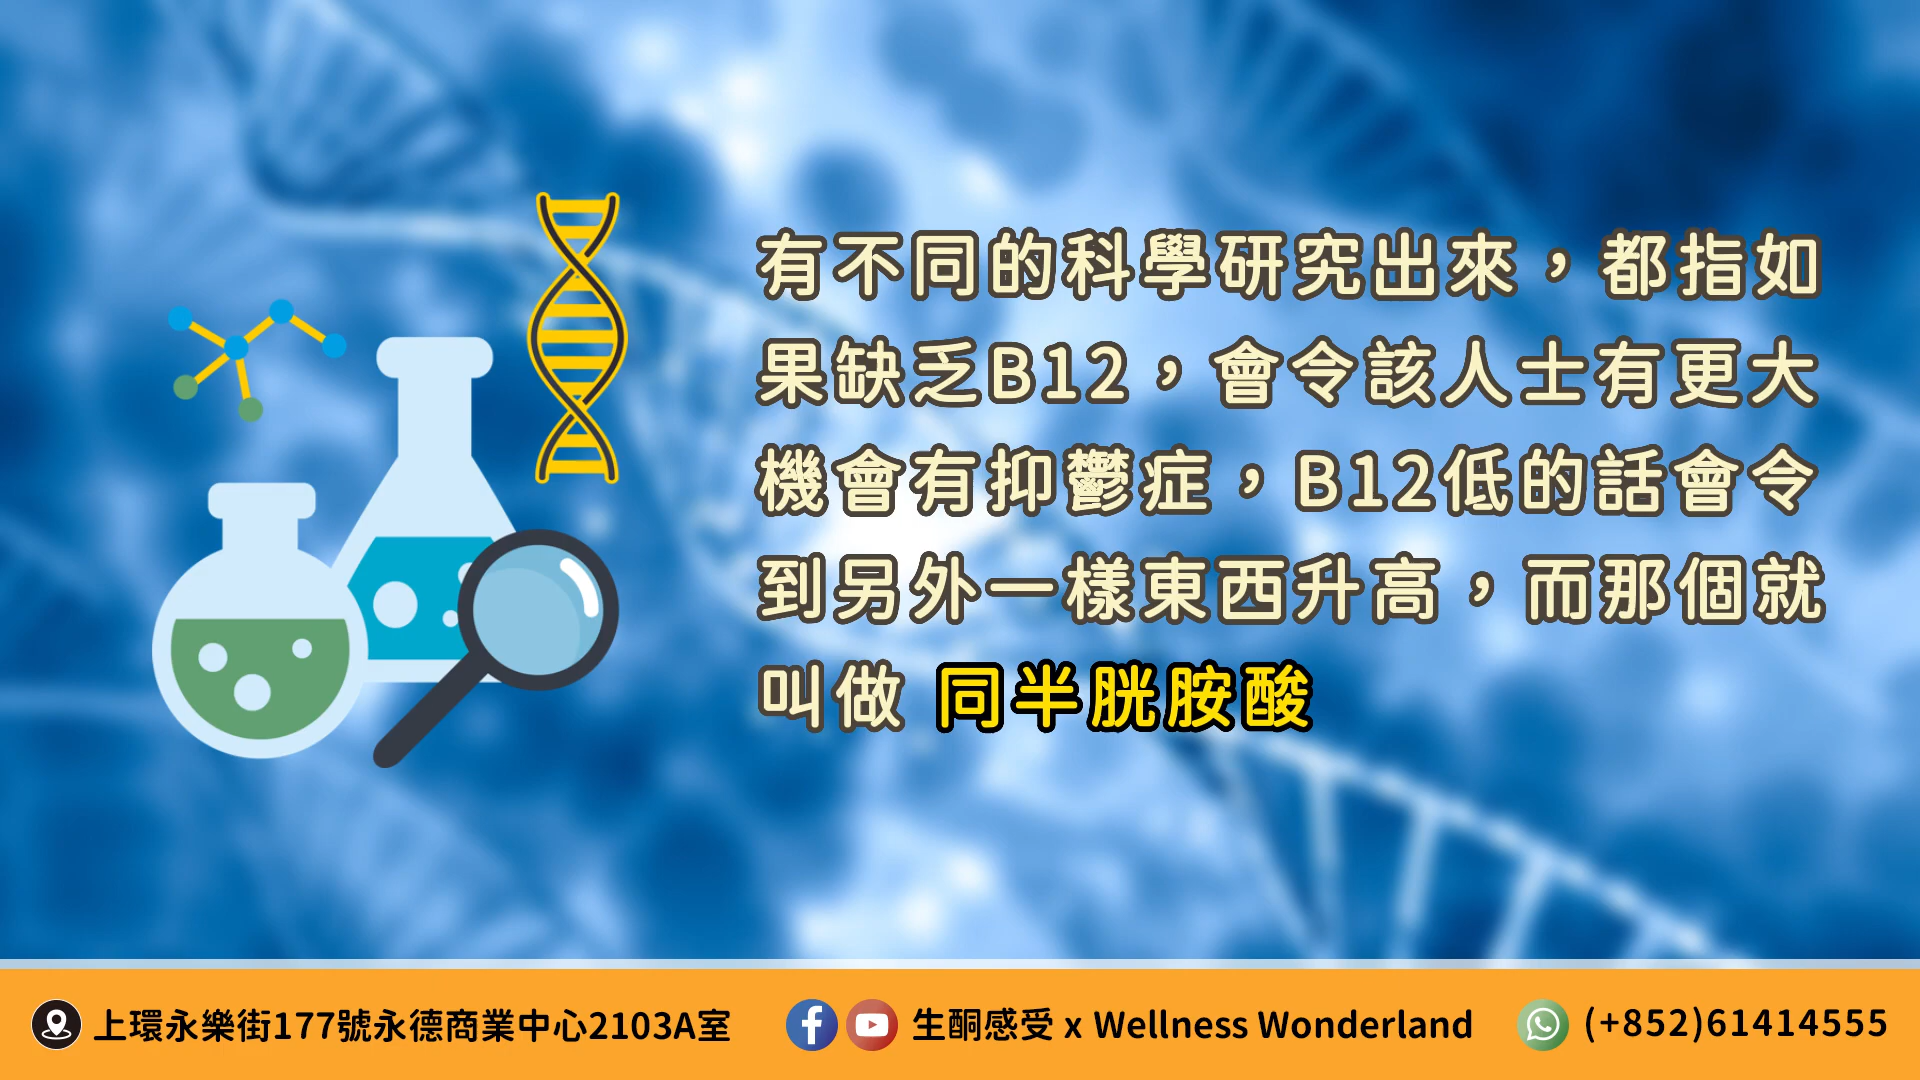 有不同的科學研究出來，都指如
果缺乏B12，會令該人士有更大
機會有抑鬱症，B12低的話會令
到另外一樣東西升高，而那個就
叫做 同半胱胺酸
上環永樂街177號永德商業中心2103A室
生酮感受 x Wellness Wonderland
(+852)61414555